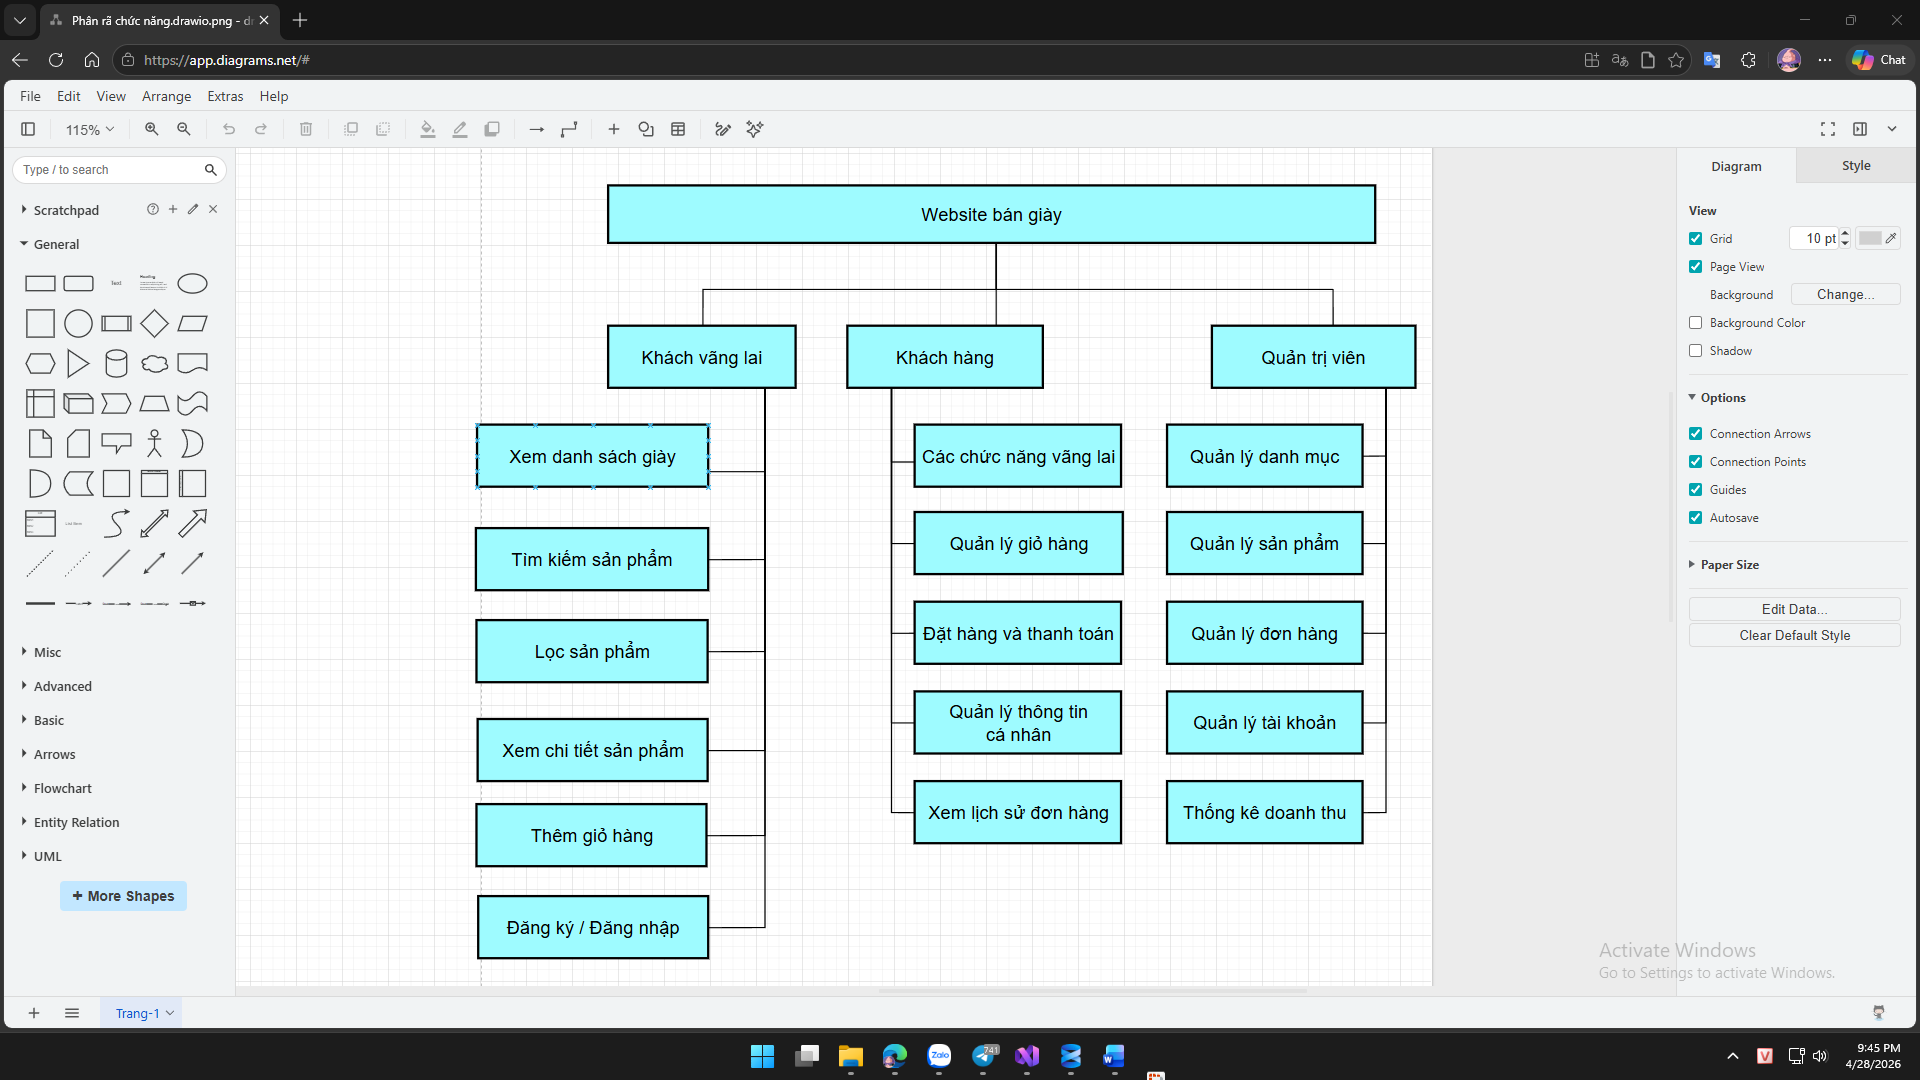 Phân rã chức năng.drawio.png - dr
https://app.diagrams.net/#
Chat
File Edit View Arrange Extras Help
115%
Type / to search
Scratchpad
General
Text
Heading
Misc
Advanced
Basic
Arrows
Flowchart
Entity Relation
UML
+ More Shapes
Website bán giày
Khách vãng lai
Khách hàng
Quản trị viên
Xem danh sách giày
Các chức năng vãng lai
Quản lý danh mục
Tìm kiếm sản phẩm
Quản lý giỏ hàng
Quản lý sản phẩm
Lọc sản phẩm
Đặt hàng và thanh toán
Quản lý đơn hàng
Xem chi tiết sản phẩm
Quản lý thông tin
cá nhân
Quản lý tài khoản
Thêm giỏ hàng
Xem lịch sử đơn hàng
Thống kê doanh thu
Đăng ký / Đăng nhập
Diagram
Style
View
Grid
10 pt
Page View
Background
Change...
Background Color
Shadow
Options
Connection Arrows
Connection Points
Guides
Autosave
Paper Size
Edit Data...
Clear Default Style
Activate Windows
Go to Settings to activate Windows.
Trang-1
Zalo
741
W
V
9:45 PM
4/28/2026